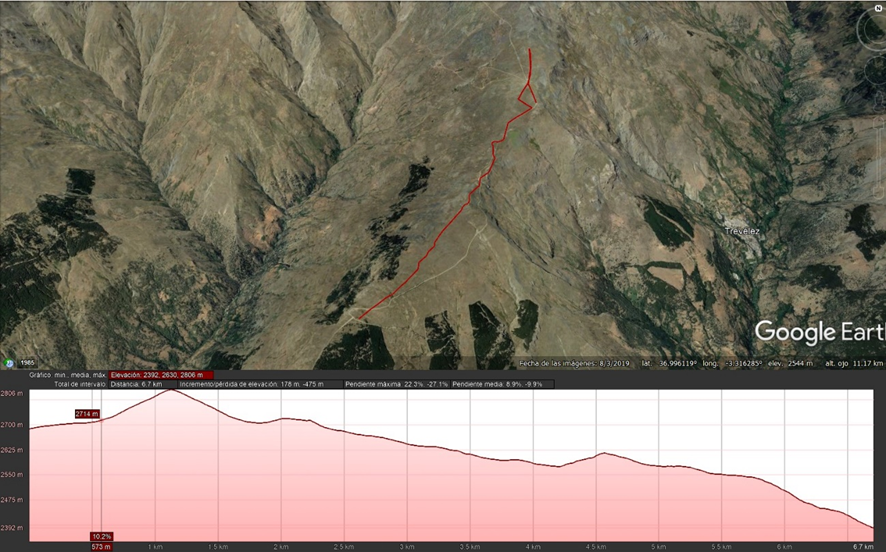 N
Trevélez
Google Earth
1985
Fecha de las imágenes: 8/3/2019 lat. 36.996119° long. -3.316285° elev. 2544 m alt. ojo 11.17 km
Gráfico mín., media, máx. Elevación: 2392, 2630, 2806 m
Total de intervalo Distancia: 6.7 km Incremento/pérdida de elevación: 178 m, -475 m Pendiente máxima: 22.3%, -27.1% Pendiente media: 8.9%, -9.9%
2806 m
2714 m
2700 m
2625 m
2550 m
2475 m
2392 m
10.2%
573 m 1 km 1.5 km 2 km 2.5 km 3 km 3.5 km 4 km 4.5 km 5 km 5.5 km 6 km 6.7 km